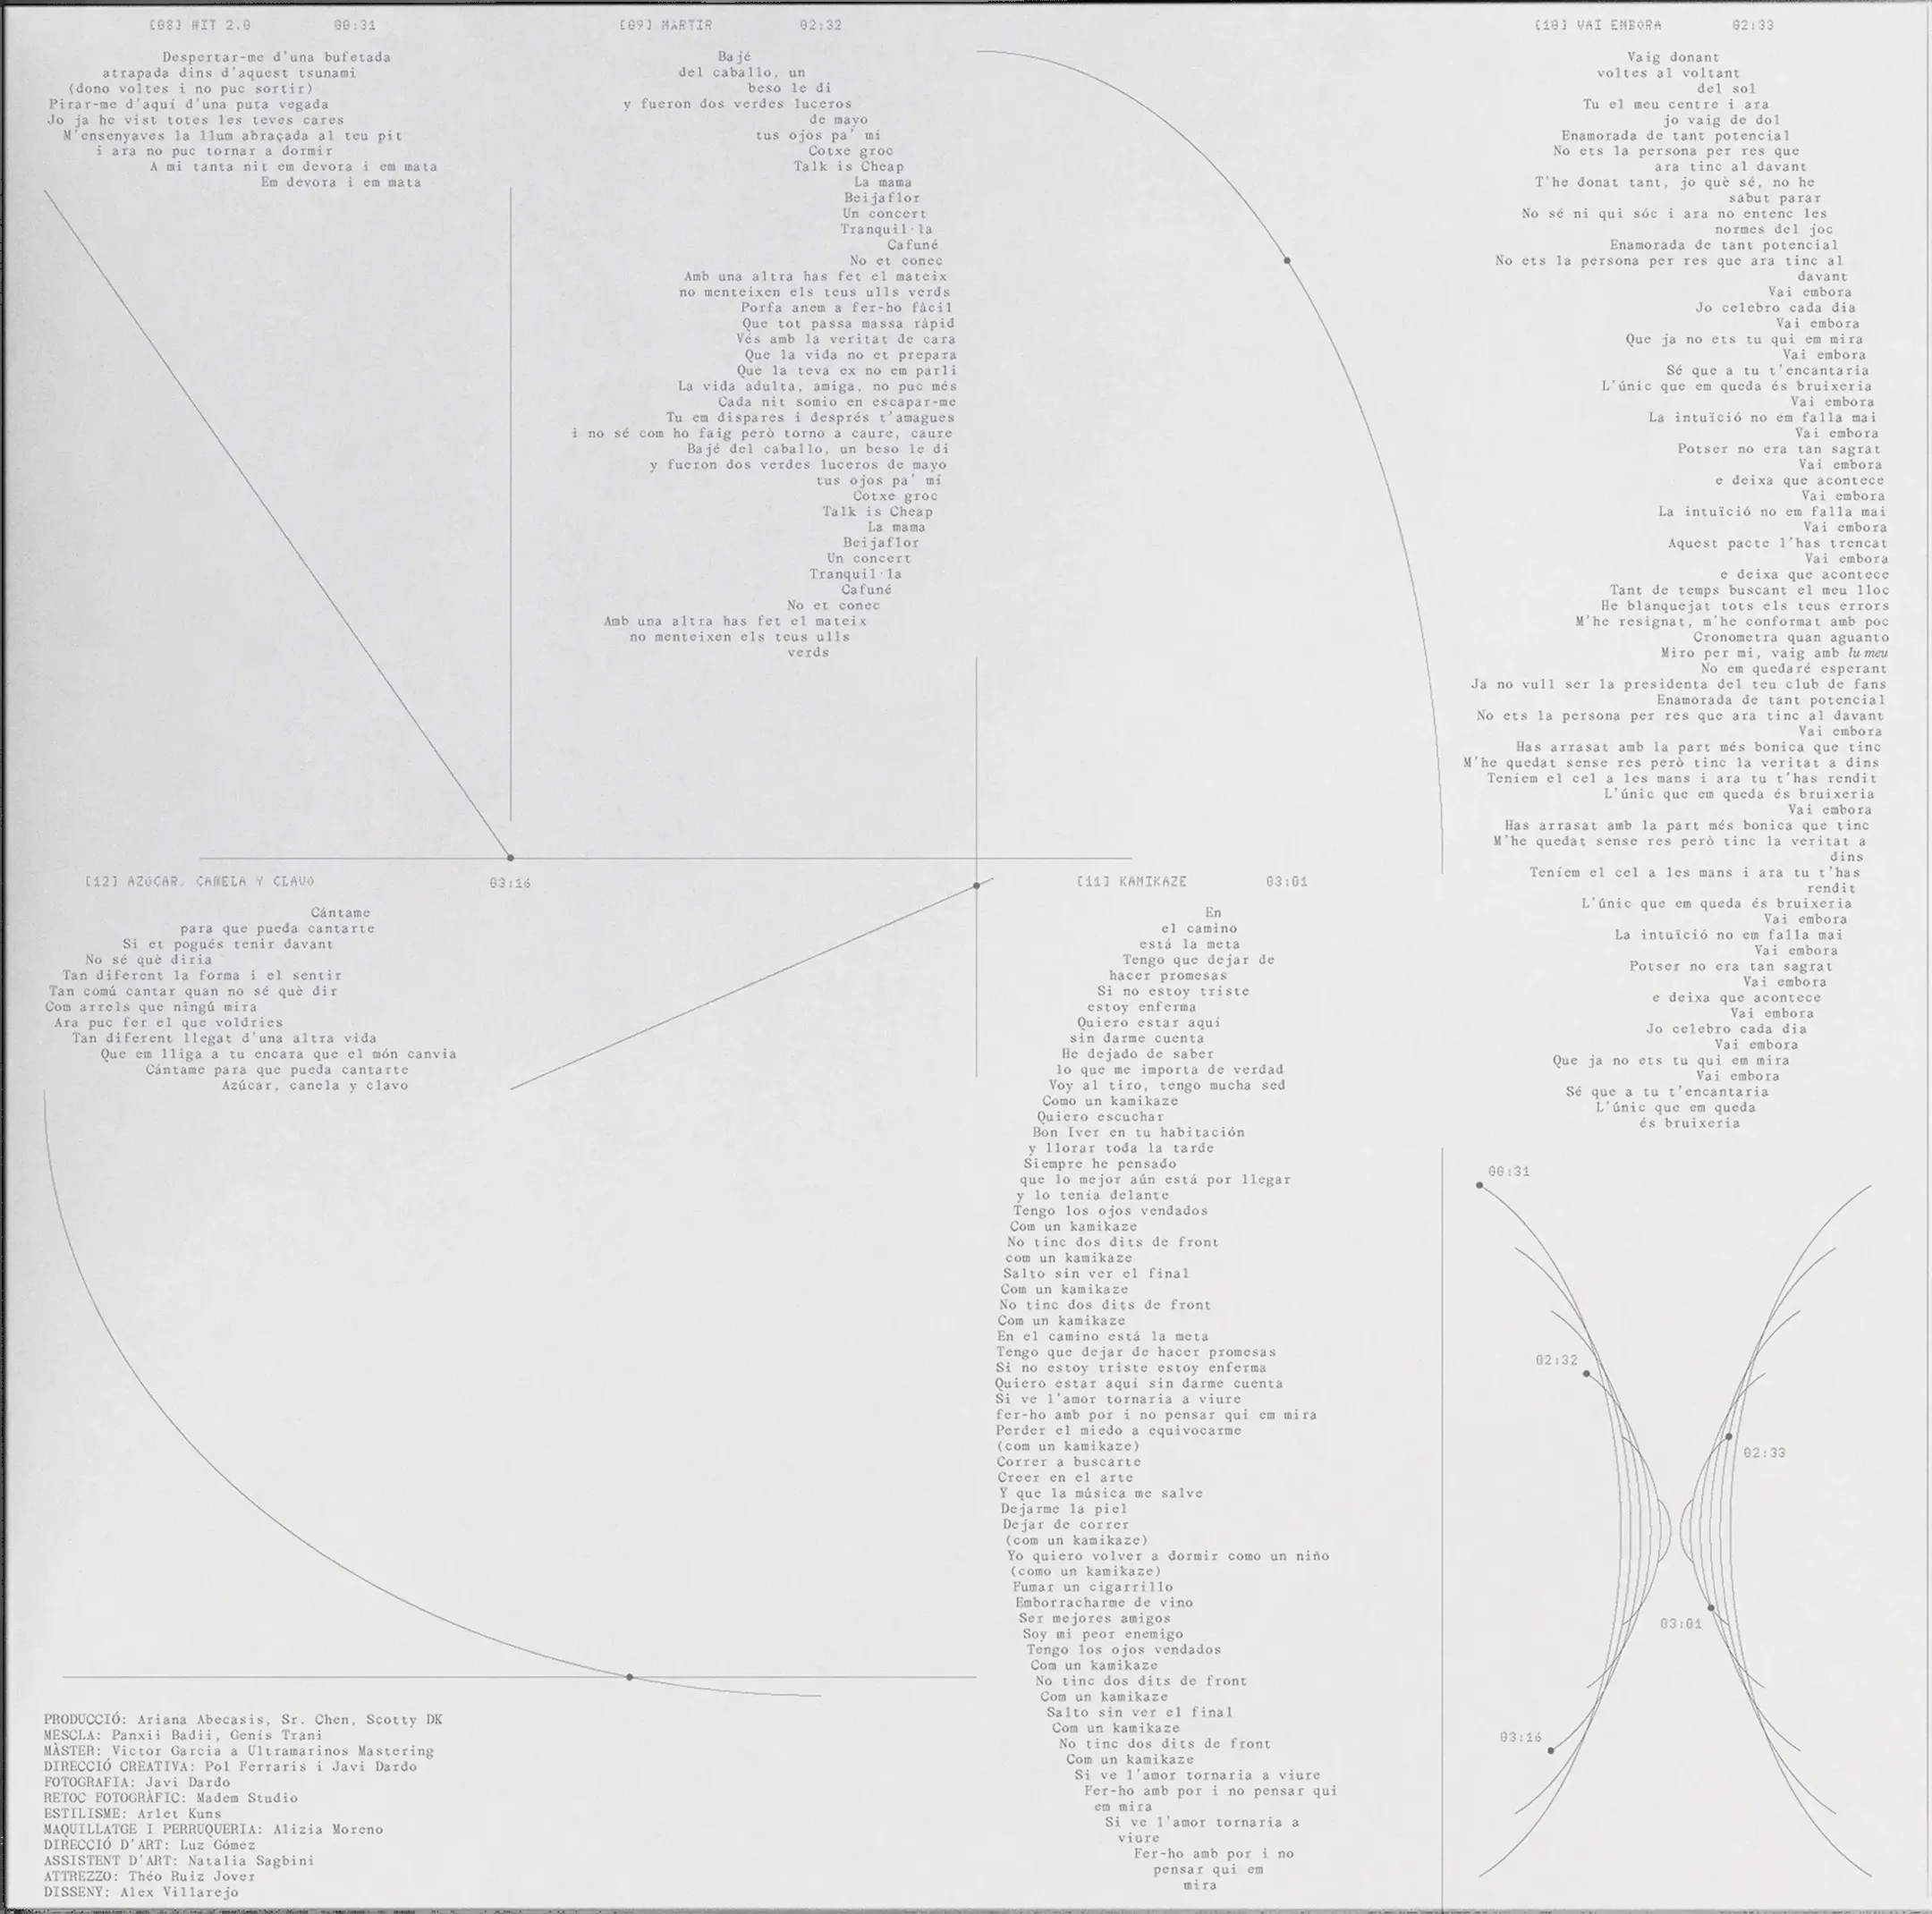 [08] WIT 2.0 00:31
Despertar-me d'una bufetada
atrapada dins d'aquest tsunami
(dono voltes i no puc sortir)
Pirar-me d'aquí d'una puta vegada
Jo ja he vist totes les teves cares
M'ensenyaves la llum abraçada al teu pit
i ara no puc tornar a dormir
A mi tanta nit em devora i em mata
Em devora i em mata
[09] MÀRTIR 02:32
Bajé
del caballo, un
beso le di
y fueron dos verdes luceros
de mayo
tus ojos pa' mí
Cotxe groc
Talk is Cheap
La mama
Beijaflor
Un concert
Tranquil·la
Cafuné
No et conec
Amb una altra has fet el mateix
no menteixen els teus ulls verds
Porfa anem a fer-ho fàcil
Que tot passa massa ràpid
Vés amb la veritat de cara
Que la vida no et prepara
Que la teva ex no em parli
La vida adulta, amiga, no puc més
Cada nit somio en escapar-me
Tu em dispares i després t'amagues
i no sé com ho faig però torno a caure, caure
Bajé del caballo, un beso le di
y fueron dos verdes luceros de mayo
tus ojos pa' mí
Cotxe groc
Talk is Cheap
La mama
Beijaflor
Un concert
Tranquil·la
Cafuné
No et conec
Amb una altra has fet el mateix
no menteixen els teus ulls
verds
[10] VAI EMBORA 02:33
Vaig donant
voltes al voltant
del sol
Tu el meu centre i ara
jo vaig de dol
Enamorada de tant potencial
No ets la persona per res que
ara tinc al davant
T'he donat tant, jo què sé, no he
sabut parar
No sé ni qui sóc i ara no entenc les
normes del joc
Enamorada de tant potencial
No ets la persona per res que ara tinc al
davant
Vai embora
Jo celebro cada dia
Vai embora
Que ja no ets tu qui em mira
Vai embora
Sé que a tu t'encantaria
L'únic que em queda és bruixeria
Vai embora
La intuïció no em falla mai
Vai embora
Potser no era tan sagrat
Vai embora
e deixa que acontece
Vai embora
La intuïció no em falla mai
Vai embora
Aquest pacte l'has trencat
Vai embora
e deixa que acontece
Tant de temps buscant el meu lloc
He blanquejat tots els teus errors
M'he resignat, m'he conformat amb poc
Cronometra quan aguanto
Miro per mi, vaig amb lu meu
No em quedaré esperant
Ja no vull ser la presidenta del teu club de fans
Enamorada de tant potencial
No ets la persona per res que ara tinc al davant
Vai embora
Has arrasat amb la part més bonica que tinc
M'he quedat sense res però tinc la veritat a dins
Teníem el cel a les mans i ara tu t'has rendit
L'únic que em queda és bruixeria
Vai embora
Has arrasat amb la part més bonica que tinc
M'he quedat sense res però tinc la veritat a
dins
Teníem el cel a les mans i ara tu t'has
rendit
L'únic que em queda és bruixeria
Vai embora
La intuïció no em falla mai
Vai embora
Potser no era tan sagrat
Vai embora
e deixa que acontece
Vai embora
Jo celebro cada dia
Vai embora
Que ja no ets tu qui em mira
Vai embora
Sé que a tu t'encantaria
L'únic que em queda
és bruixeria
[12] AZÚCAR, CANELA Y CLAVO 03:16
Cántame
para que pueda cantarte
Si et pogués tenir davant
No sé què diria
Tan diferent la forma i el sentir
Tan comú cantar quan no sé què dir
Com arrels que ningú mira
Ara puc fer el que voldries
Tan diferent llegat d'una altra vida
Que em lliga a tu encara que el món canvia
Cántame para que pueda cantarte
Azúcar, canela y clavo
[11] KAMIKAZE 03:01
En
el camino
está la meta
Tengo que dejar de
hacer promesas
Si no estoy triste
estoy enferma
Quiero estar aquí
sin darme cuenta
He dejado de saber
lo que me importa de verdad
Voy al tiro, tengo mucha sed
Como un kamikaze
Quiero escuchar
Bon Iver en tu habitación
y llorar toda la tarde
Siempre he pensado
que lo mejor aún está por llegar
y lo tenía delante
Tengo los ojos vendados
Com un kamikaze
No tinc dos dits de front
com un kamikaze
Salto sin ver el final
Com un kamikaze
No tinc dos dits de front
Com un kamikaze
En el camino está la meta
Tengo que dejar de hacer promesas
Si no estoy triste estoy enferma
Quiero estar aquí sin darme cuenta
Si ve l'amor tornaria a viure
fer-ho amb por i no pensar qui em mira
Perder el miedo a equivocarme
(com un kamikaze)
Correr a buscarte
Creer en el arte
Y que la música me salve
Dejarme la piel
Dejar de correr
(com un kamikaze)
Yo quiero volver a dormir como un niño
(como un kamikaze)
Fumar un cigarrillo
Emborracharme de vino
Ser mejores amigos
Soy mi peor enemigo
Tengo los ojos vendados
Com un kamikaze
No tinc dos dits de front
Com un kamikaze
Salto sin ver el final
Com un kamikaze
No tinc dos dits de front
Com un kamikaze
Si ve l'amor tornaria a viure
Fer-ho amb por i no pensar qui
em mira
Si ve l'amor tornaria a
viure
Fer-ho amb por i no
pensar qui em
mira
00:31
02:32
02:33
03:01
03:16
PRODUCCIÓ: Ariana Abecasis, Sr. Chen, Scotty DK
MESCLA: Panxii Badii, Genís Trani
MÀSTER: Víctor García a Ultramarinos Mastering
DIRECCIÓ CREATIVA: Pol Ferraris i Javi Dardo
FOTOGRAFIA: Javi Dardo
RETOC FOTOGRÀFIC: Madem Studio
ESTILISME: Arlet Kuns
MAQUILLATGE I PERRUQUERIA: Alizia Moreno
DIRECCIÓ D'ART: Luz Gómez
ASSISTENT D'ART: Natalia Sagbini
ATTREZZO: Théo Ruiz Jover
DISSENY: Alex Villarejo